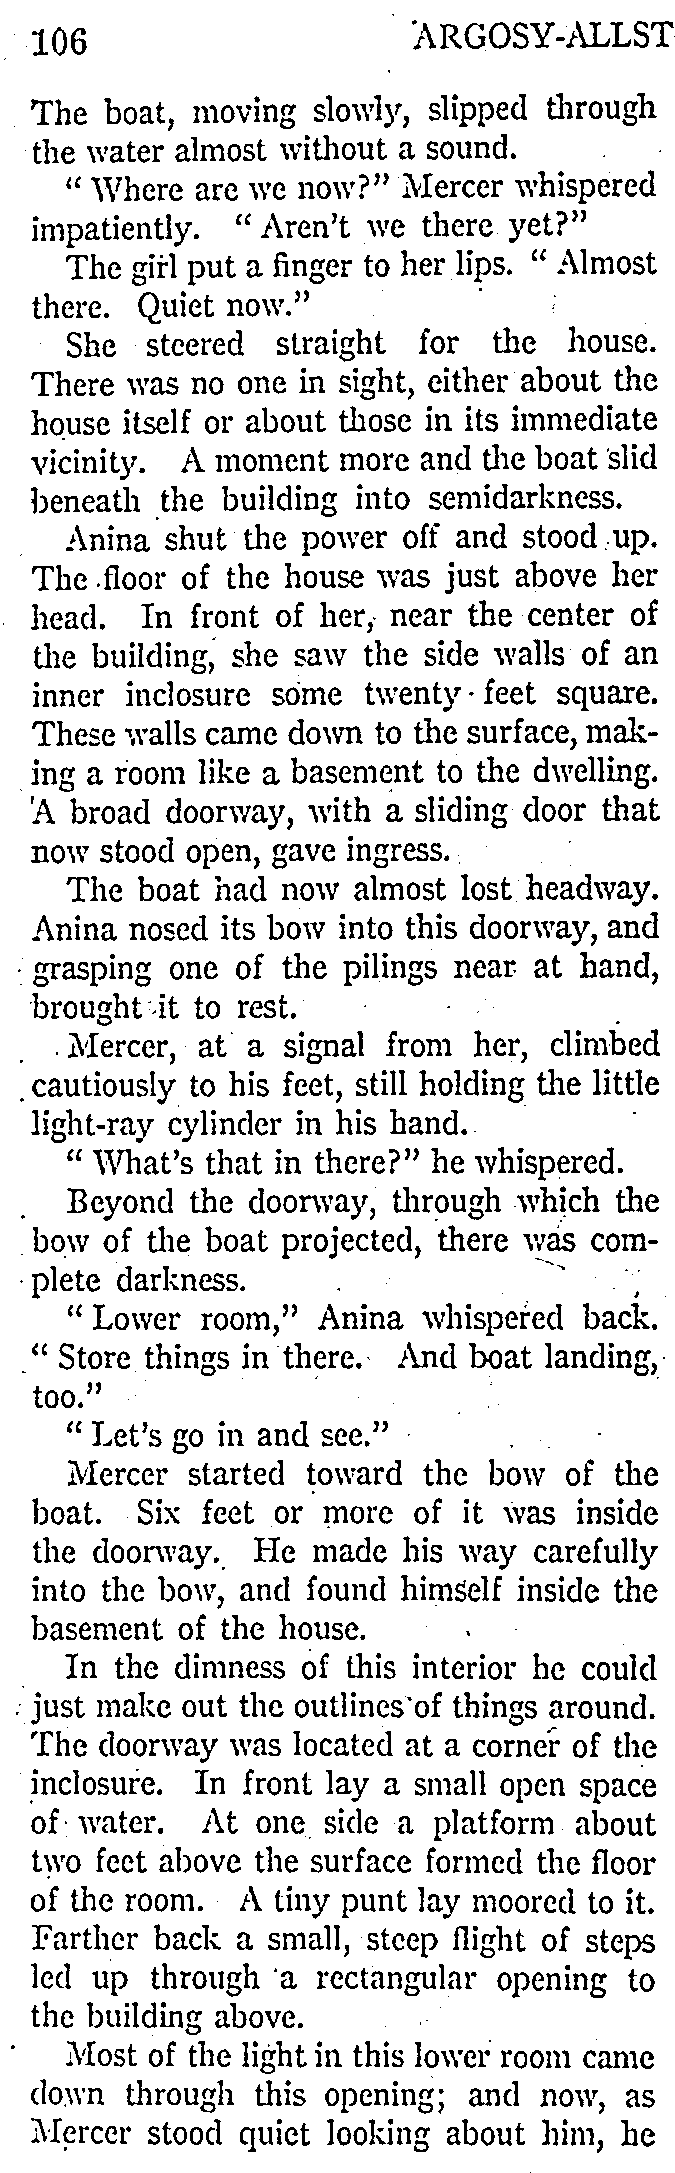 106 ARGOSY-ALLST
The boat, moving slowly, slipped through
the water almost without a sound.
“ Where are we now?” Mercer whispered
impatiently. “ Aren't we there yet?”
The girl put a finger to her lips. “ Almost
there. Quiet now.”
She steered straight for the house.
There was no one in sight, either about the
house itself or about those in its immediate
vicinity. A moment more and the boat slid
beneath the building into semidarkness.
Anina shut the power off and stood up.
The floor of the house was just above her
head. In front of her, near the center of
the building, she saw the side walls of an
inner inclosure some twenty feet square.
These walls came down to the surface, mak-
ing a room like a basement to the dwelling.
A broad doorway, with a sliding door that
now stood open, gave ingress.
The boat had now almost lost headway.
Anina nosed its bow into this doorway, and
grasping one of the pilings near at hand,
brought it to rest.
Mercer, at a signal from her, climbed
cautiously to his feet, still holding the little
light-ray cylinder in his hand.
“ What's that in there?” he whispered.
Beyond the doorway, through which the
bow of the boat projected, there was com-
plete darkness.
“ Lower room,” Anina whispered back.
“ Store things in there. And boat landing,
too.”
“ Let's go in and see.”
Mercer started toward the bow of the
boat. Six feet or more of it was inside
the doorway. He made his way carefully
into the bow, and found himself inside the
basement of the house.
In the dimness of this interior he could
just make out the outlines of things around.
The doorway was located at a corner of the
inclosure. In front lay a small open space
of water. At one side a platform about
two feet above the surface formed the floor
of the room. A tiny punt lay moored to it.
Farther back a small, steep flight of steps
led up through a rectangular opening to
the building above.
Most of the light in this lower room came
down through this opening; and now, as
Mercer stood quiet looking about him, he